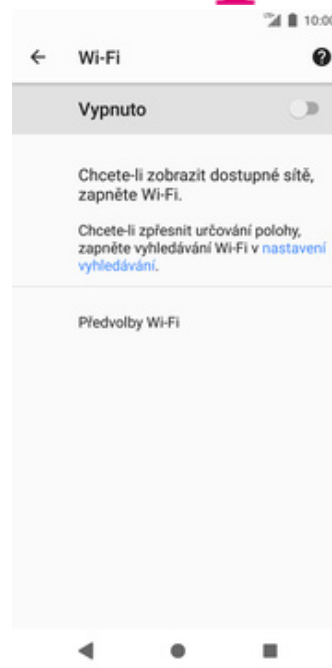 10:00
Wi-Fi
Vypnuto
Chcete-li zobrazit dostupné sítě,
zapněte Wi-Fi.
Chcete-li zpřesnit určování polohy,
zapněte vyhledávání Wi-Fi v nastavení
vyhledávání.
Předvolby Wi-Fi